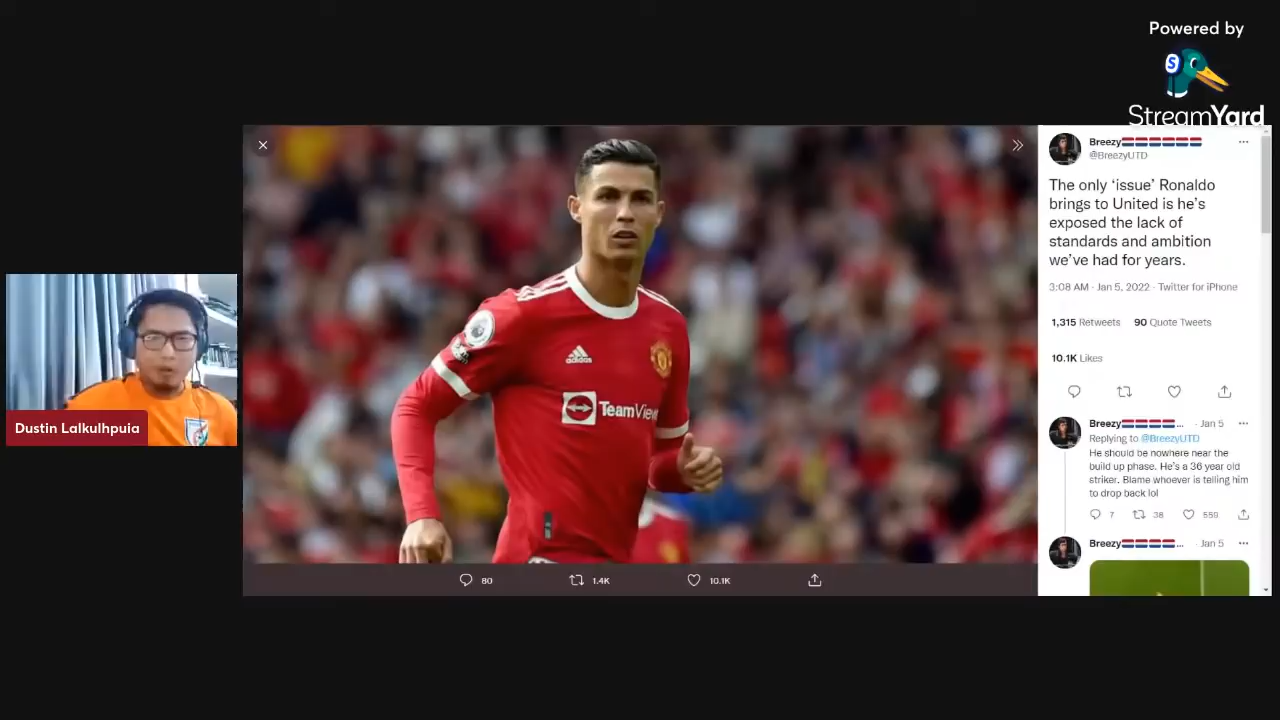 Powered by
S
StreamYard
Breezy
@BreezyUTD
The only ‘issue’ Ronaldo
brings to United is he’s
exposed the lack of
standards and ambition
we’ve had for years.
3:08 AM · Jan 5, 2022 · Twitter for iPhone
1,315 Retweets 90 Quote Tweets
10.1K Likes
Breezy... · Jan 5
Replying to @BreezyUTD
He should be nowhere near the
build up phase. He’s a 36 year old
striker. Blame whoever is telling him
to drop back lol
7 38 559
Breezy... · Jan 5
adidas
TeamView
80 1.4K 10.1K
Dustin Lalkulhpuia